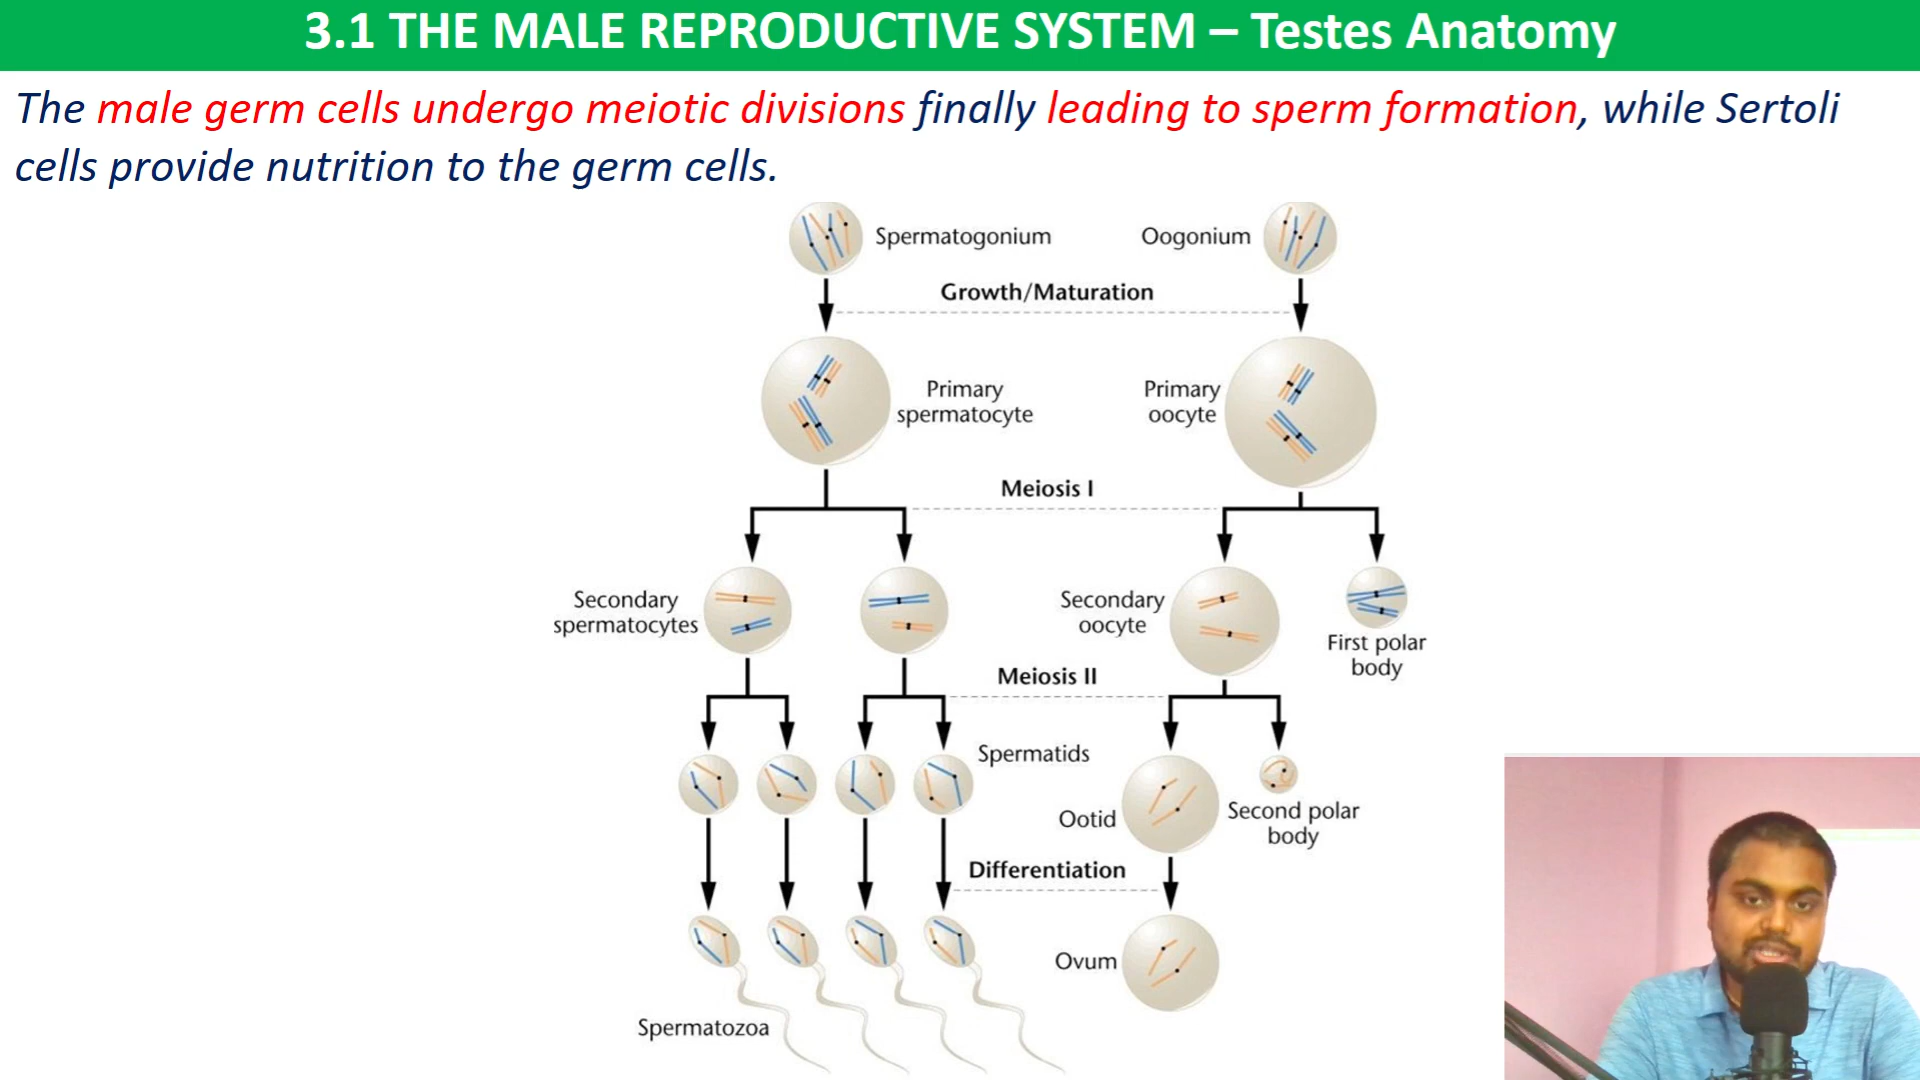 3.1 THE MALE REPRODUCTIVE SYSTEM – Testes Anatomy
The male germ cells undergo meiotic divisions finally leading to sperm formation, while Sertoli
cells provide nutrition to the germ cells.
Spermatogonium
Oogonium
Growth/Maturation
Primary
spermatocyte
Primary
oocyte
Meiosis I
Secondary
spermatocytes
Secondary
oocyte
First polar
body
Meiosis II
Spermatids
Ootid
Second polar
body
Differentiation
Ovum
Spermatozoa